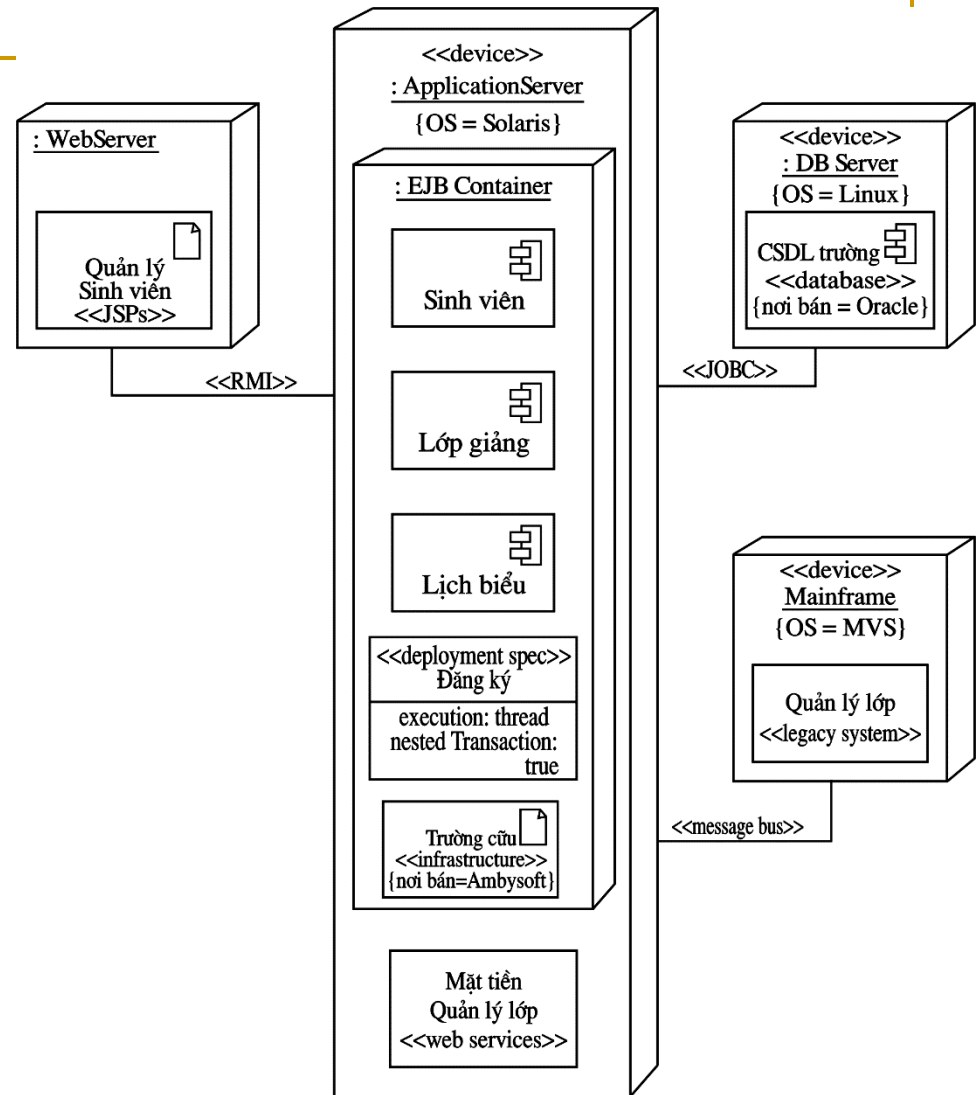 <<device>>
: ApplicationServer
{OS = Solaris}
: WebServer
Quản lý
Sinh viên
<<JSPs>>
<<RMI>>
: EJB Container
Sinh viên
Lớp giảng
Lịch biểu
<<deployment spec>>
Đăng ký
execution: thread
nested Transaction:
true
Trường cữu
<<infrastructure>>
{nơi bán=Ambysoft}
Mặt tiền
Quản lý lớp
<<web services>>
<<device>>
: DB Server
{OS = Linux}
CSDL trường
<<database>>
{nơi bán = Oracle}
<<JOBC>>
<<device>>
Mainframe
{OS = MVS}
Quản lý lớp
<<legacy system>>
<<message bus>>